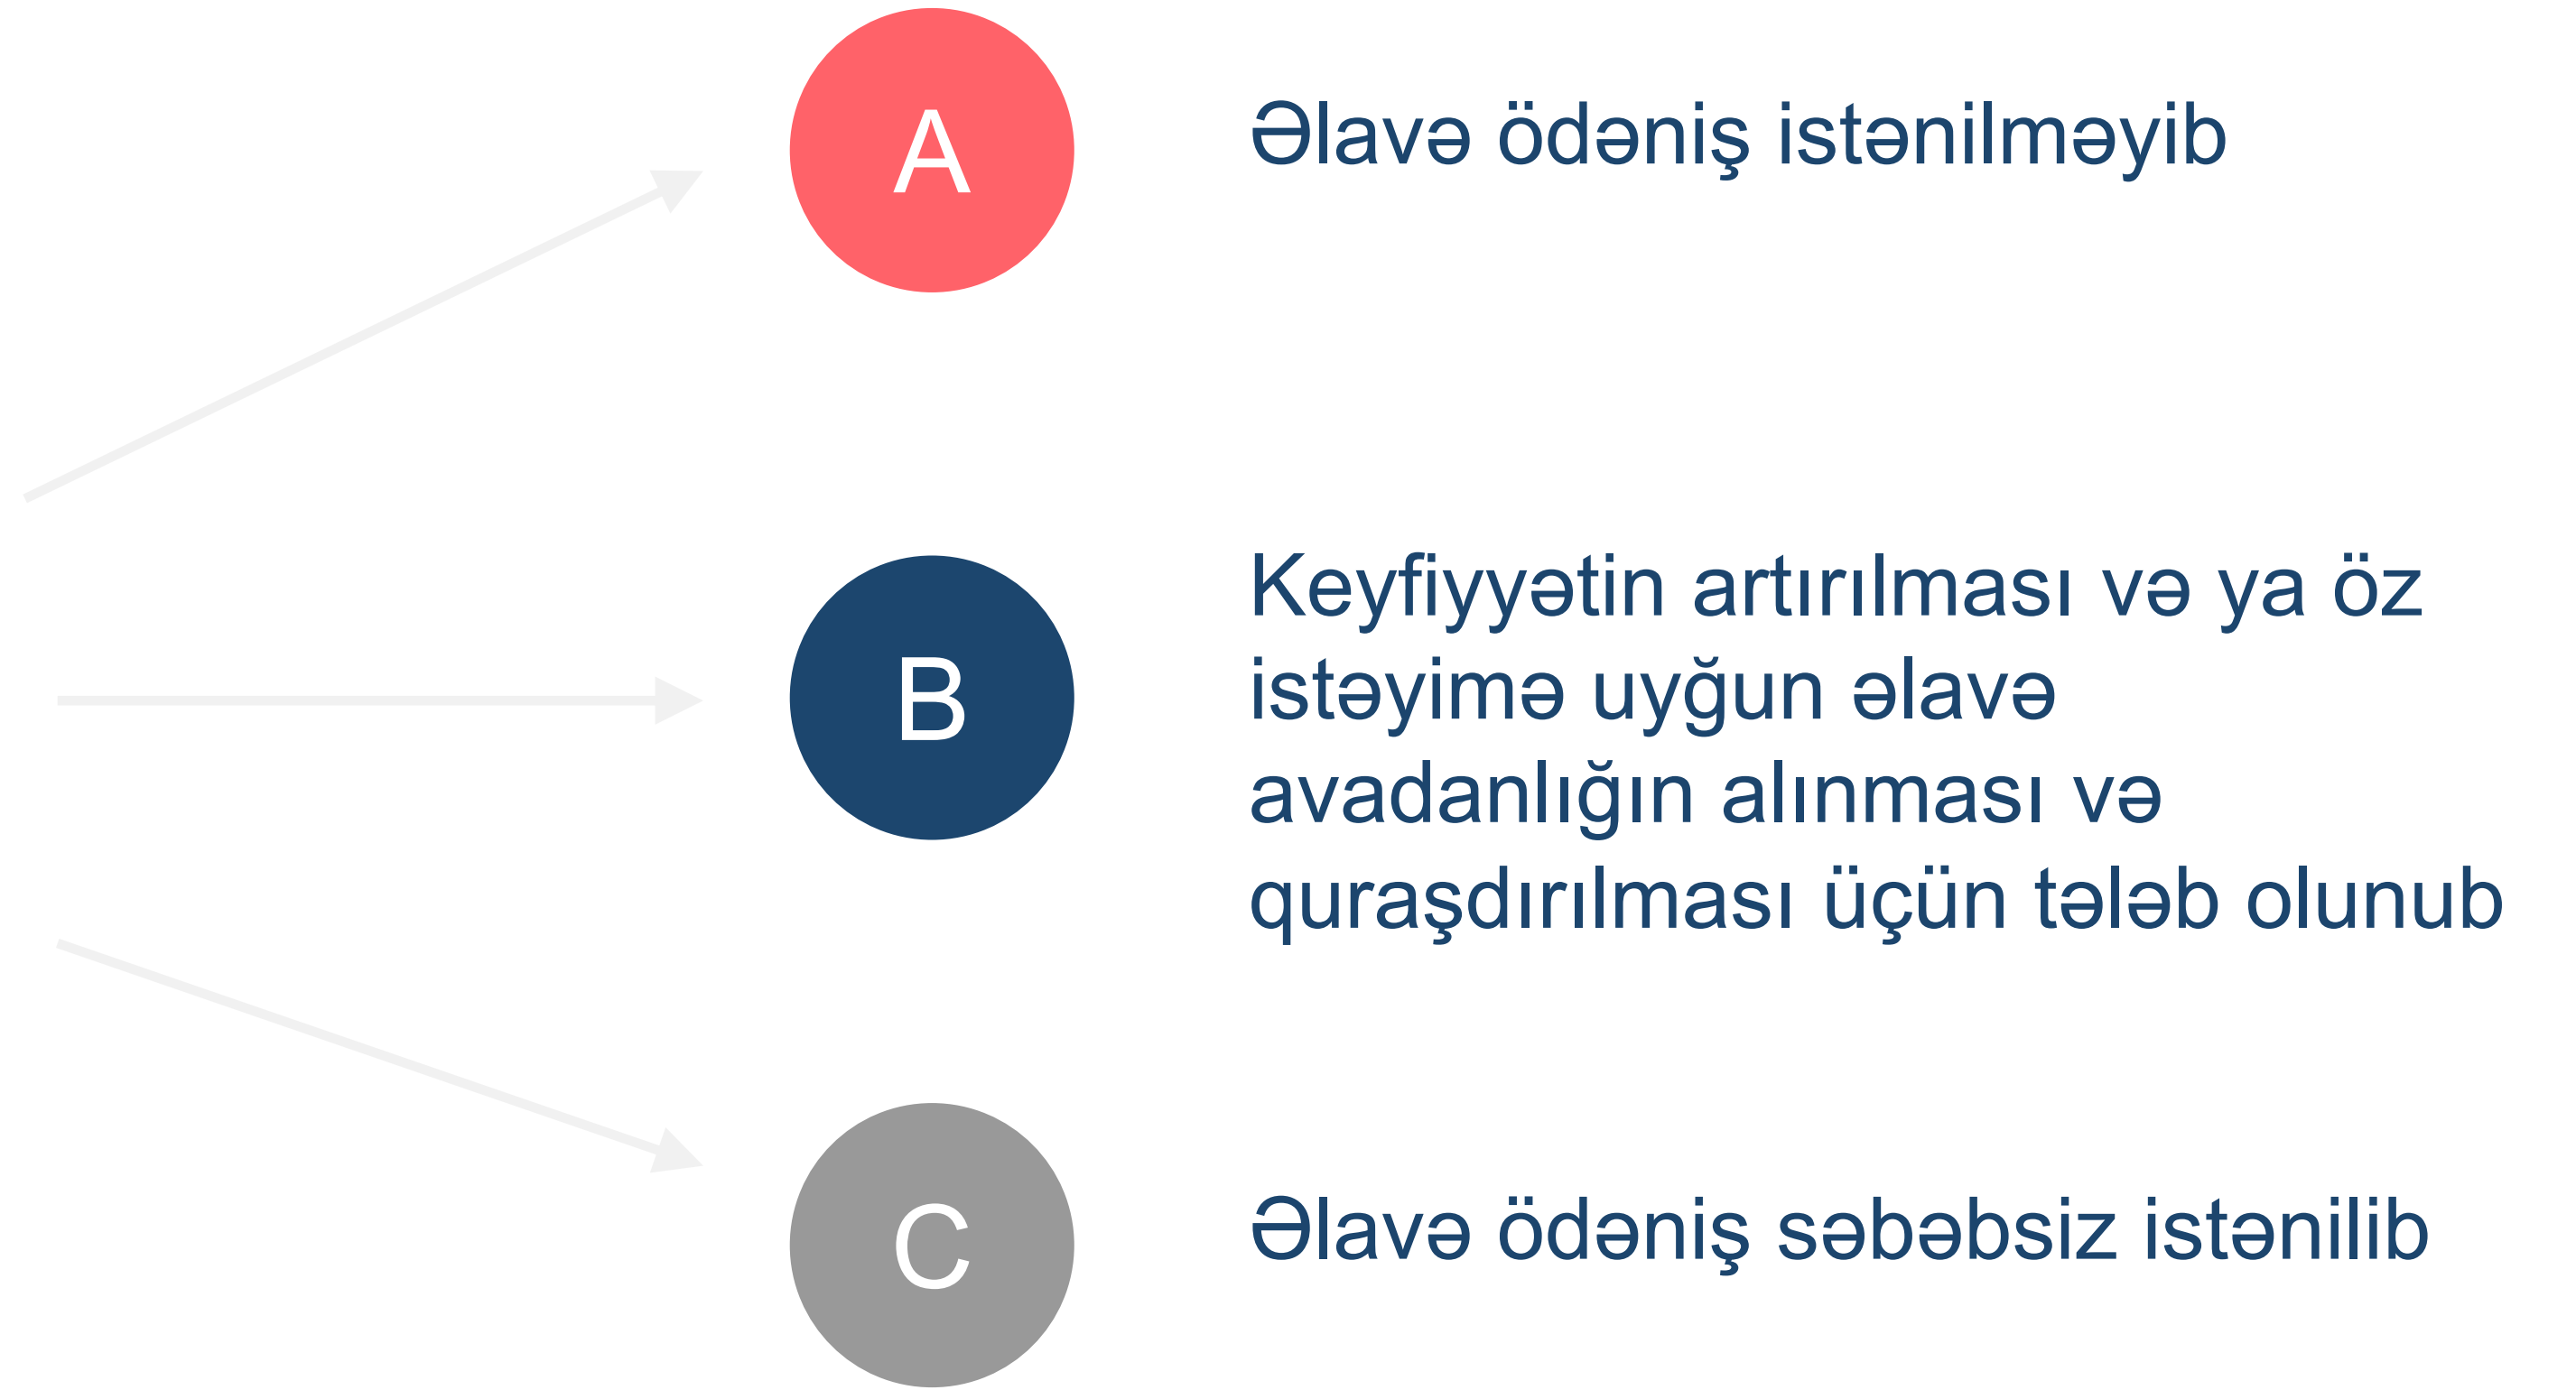 A
Əlavə ödəniş istənilməyib
B
Keyfiyyətin artırılması və ya öz
istəyimə uyğun əlavə
avadanlığın alınması və
quraşdırılması üçün tələb olunub
C
Əlavə ödəniş səbəbsiz istənilib